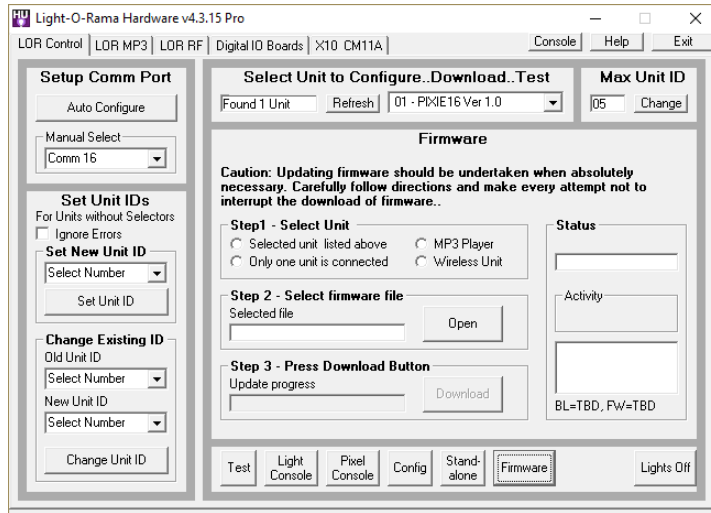 Light-O-Rama Hardware v4.3.15 Pro
LOR Control LOR MP3 LOR RF Digital IO Boards X10 CM11A Console Help Exit
Setup Comm Port
Auto Configure
Manual Select
Comm 16
Set Unit IDs
For Units without Selectors
Ignore Errors
Set New Unit ID
Select Number
Set Unit ID
Change Existing ID
Old Unit ID
Select Number
New Unit ID
Select Number
Change Unit ID
Select Unit to Configure..Download..Test
Found 1 Unit Refresh 01 - PIXIE16 Ver 1.0
Max Unit ID
05 Change
Firmware
Caution: Updating firmware should be undertaken when absolutely
necessary. Carefully follow directions and make every attempt not to
interrupt the download of firmware..
Step1 - Select Unit
Selected unit listed above MP3 Player
Only one unit is connected Wireless Unit
Step 2 - Select firmware file
Selected file
Open
Step 3 - Press Download Button
Update progress
Download
Status
Activity
BL=TBD, FW=TBD
Test Light Console Pixel Console Config Stand-alone Firmware Lights Off